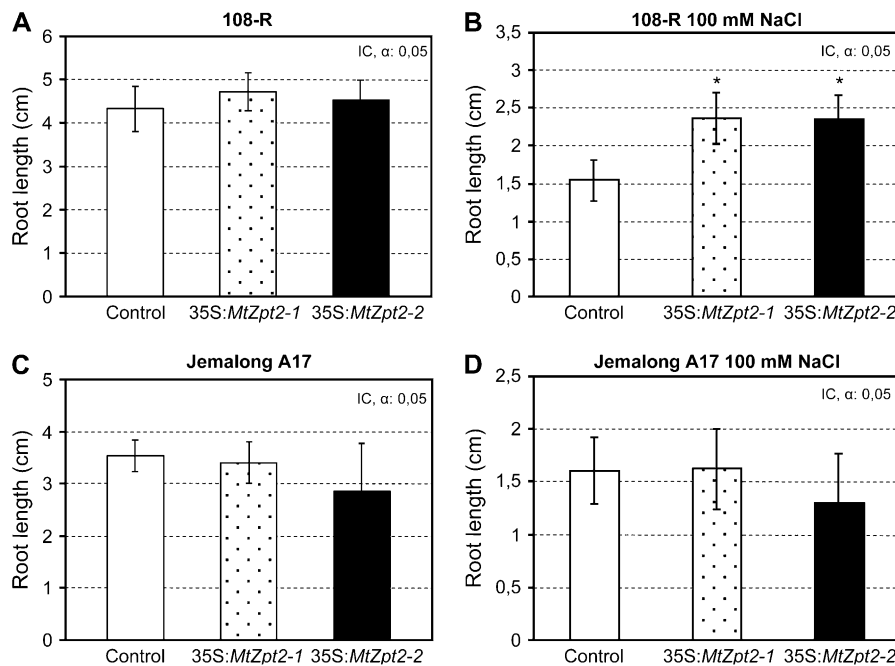 A
108-R
IC, α: 0,05
Root length (cm)
6
5
4
3
2
1
0
Control 35S:MtZpt2-1 35S:MtZpt2-2
B
108-R 100 mM NaCl
IC, α: 0,05
Root length (cm)
3,5
3
2,5
2
1,5
1
0,5
0
* *
Control 35S:MtZpt2-1 35S:MtZpt2-2
C
Jemalong A17
IC, α: 0,05
Root length (cm)
5
4
3
2
1
0
Control 35S:MtZpt2-1 35S:MtZpt2-2
D
Jemalong A17 100 mM NaCl
IC, α: 0,05
Root length (cm)
2,5
2
1,5
1
0,5
0
Control 35S:MtZpt2-1 35S:MtZpt2-2